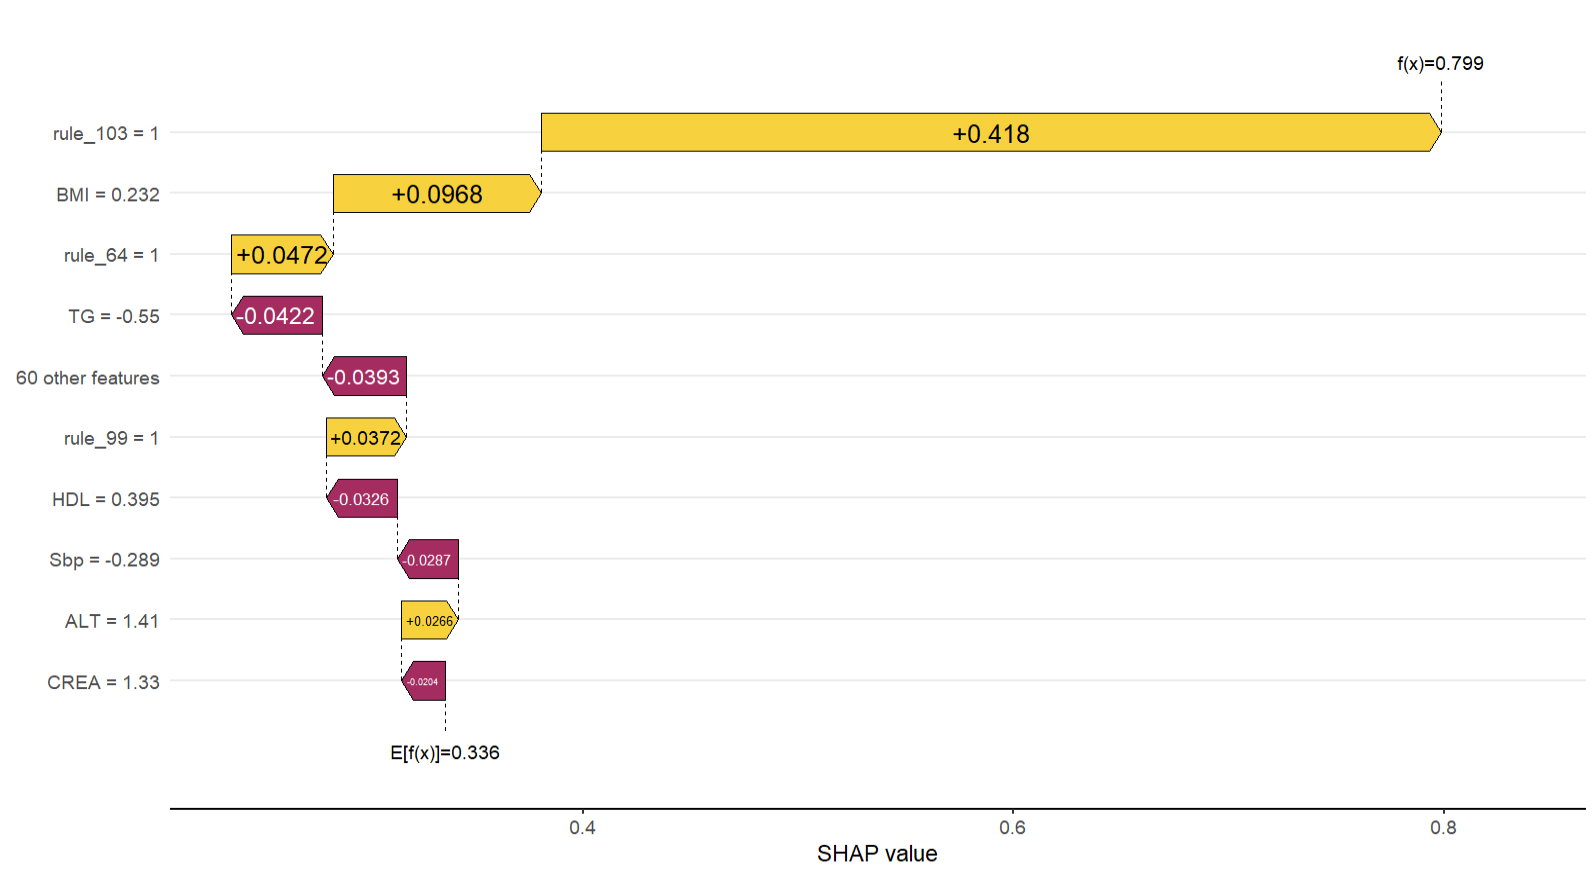 f(x)=0.799
rule_103 = 1
+0.418
BMI = 0.232
+0.0968
rule_64 = 1
+0.0472
TG = -0.55
-0.0422
60 other features
-0.0393
rule_99 = 1
+0.0372
HDL = 0.395
-0.0326
Sbp = -0.289
-0.0287
ALT = 1.41
+0.0266
CREA = 1.33
-0.0204
E[f(x)]=0.336
0.4
0.6
0.8
SHAP value